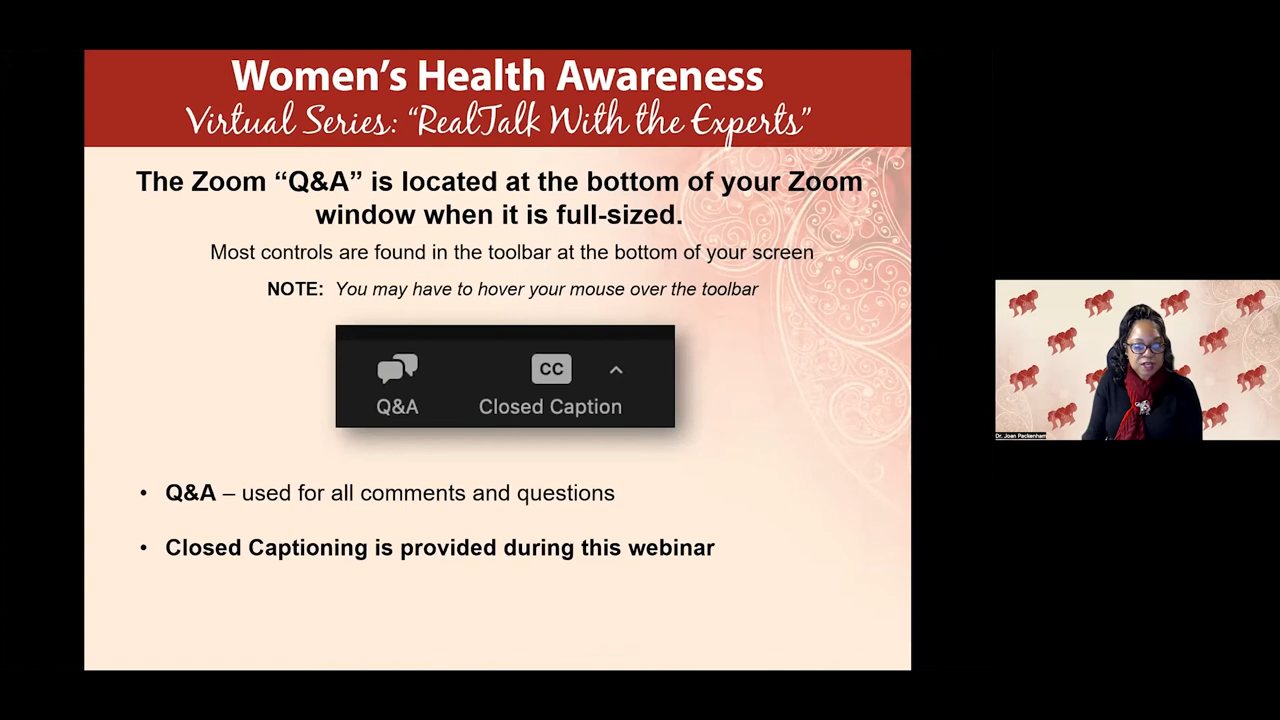 Women’s Health Awareness
Virtual Series: “RealTalk With the Experts”
The Zoom “Q&A” is located at the bottom of your Zoom
window when it is full-sized.
Most controls are found in the toolbar at the bottom of your screen
NOTE: You may have to hover your mouse over the toolbar
CC
Q&A Closed Caption
• Q&A – used for all comments and questions
• Closed Captioning is provided during this webinar
Dr. Joan Packenham